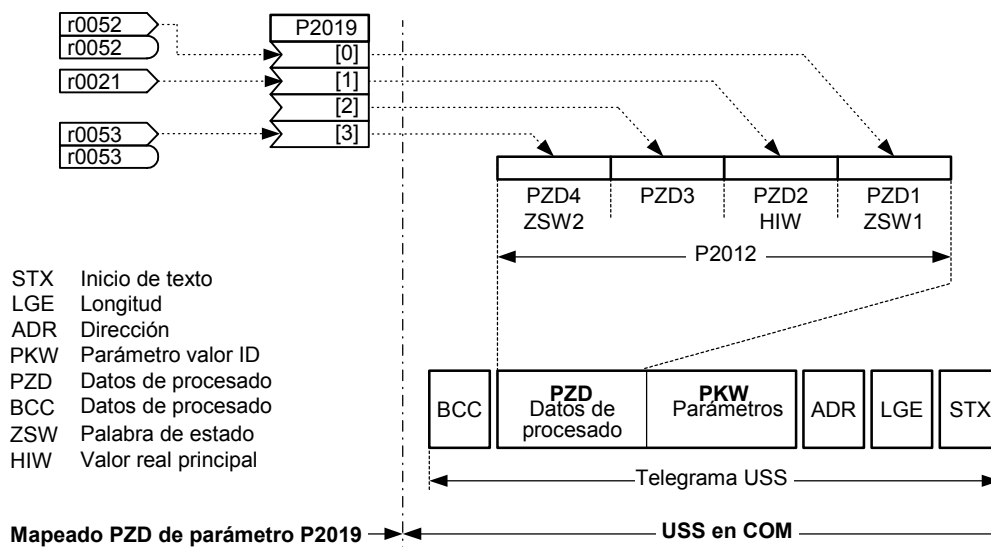 r0052
r0052
r0021
r0053
r0053
P2019
[0]
[1]
[2]
[3]
PZD4 PZD3 PZD2 PZD1
ZSW2 HIW ZSW1
P2012
STX Inicio de texto
LGE Longitud
ADR Dirección
PKW Parámetro valor ID
PZD Datos de procesado
BCC Datos de procesado
ZSW Palabra de estado
HIW Valor real principal
BCC
PZD
Datos de
procesado
PKW
Parámetros
ADR
LGE
STX
Telegrama USS
Mapeado PZD de parámetro P2019
USS en COM